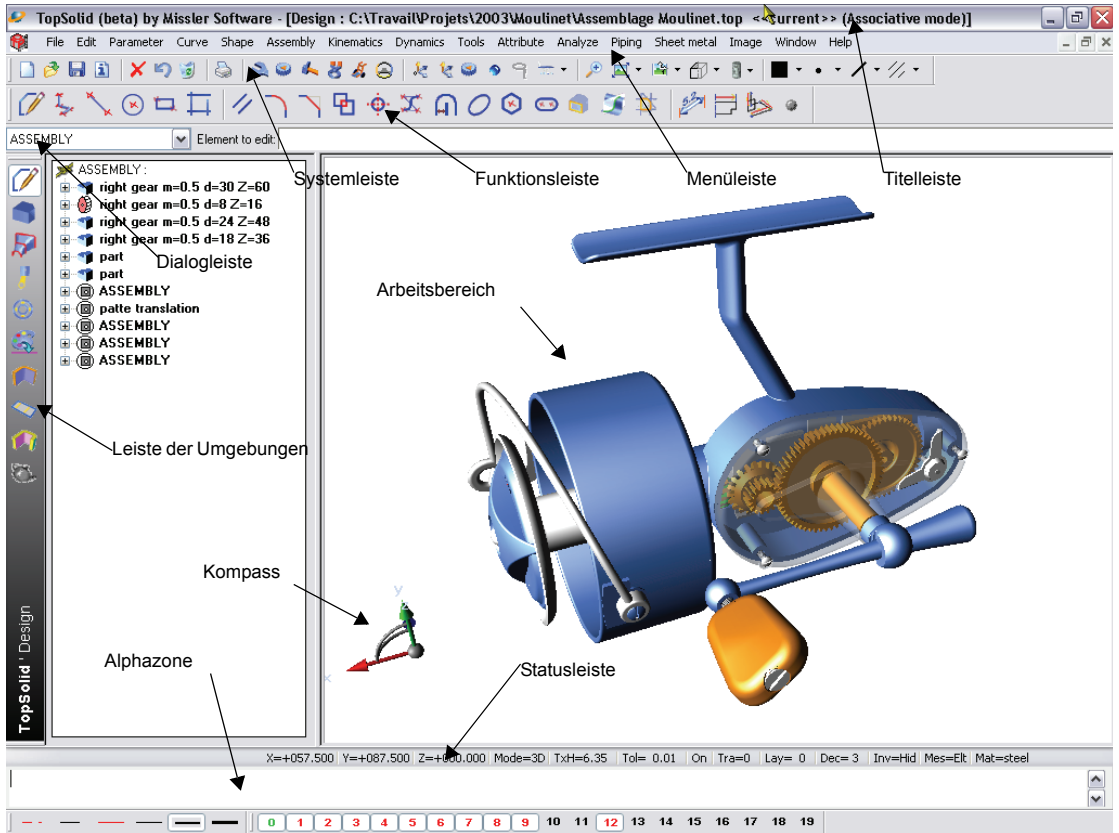 TopSolid (beta) by Missler Software - [Design : C:\Travail\Projets\2003\Moulinet\Assemblage Moulinet.top <<current>> (Associative mode)]
File Edit Parameter Curve Shape Assembly Kinematics Dynamics Tools Attribute Analyze Piping Sheet metal Image Window Help
ASSEMBLY Element to edit:
ASSEMBLY :
right gear m=0.5 d=30 Z=60
right gear m=0.5 d=8 Z=16
right gear m=0.5 d=24 Z=48
right gear m=0.5 d=18 Z=36
part
part
ASSEMBLY
patte translation
ASSEMBLY
ASSEMBLY
ASSEMBLY
Systemleiste
Funktionsleiste
Menüleiste
Titelleiste
Dialogleiste
Arbeitsbereich
Leiste der Umgebungen
Kompass
y
x
Alphazone
Statusleiste
TopSolid'Design
X=+057.500 Y=+087.500 Z=+000.000 Mode=3D TxH=6.35 Tol= 0.01 On Tra=0 Lay= 0 Dec= 3 Inv=Hid Mes=Elt Mat=steel
0 1 2 3 4 5 6 7 8 9 10 11 12 13 14 15 16 17 18 19